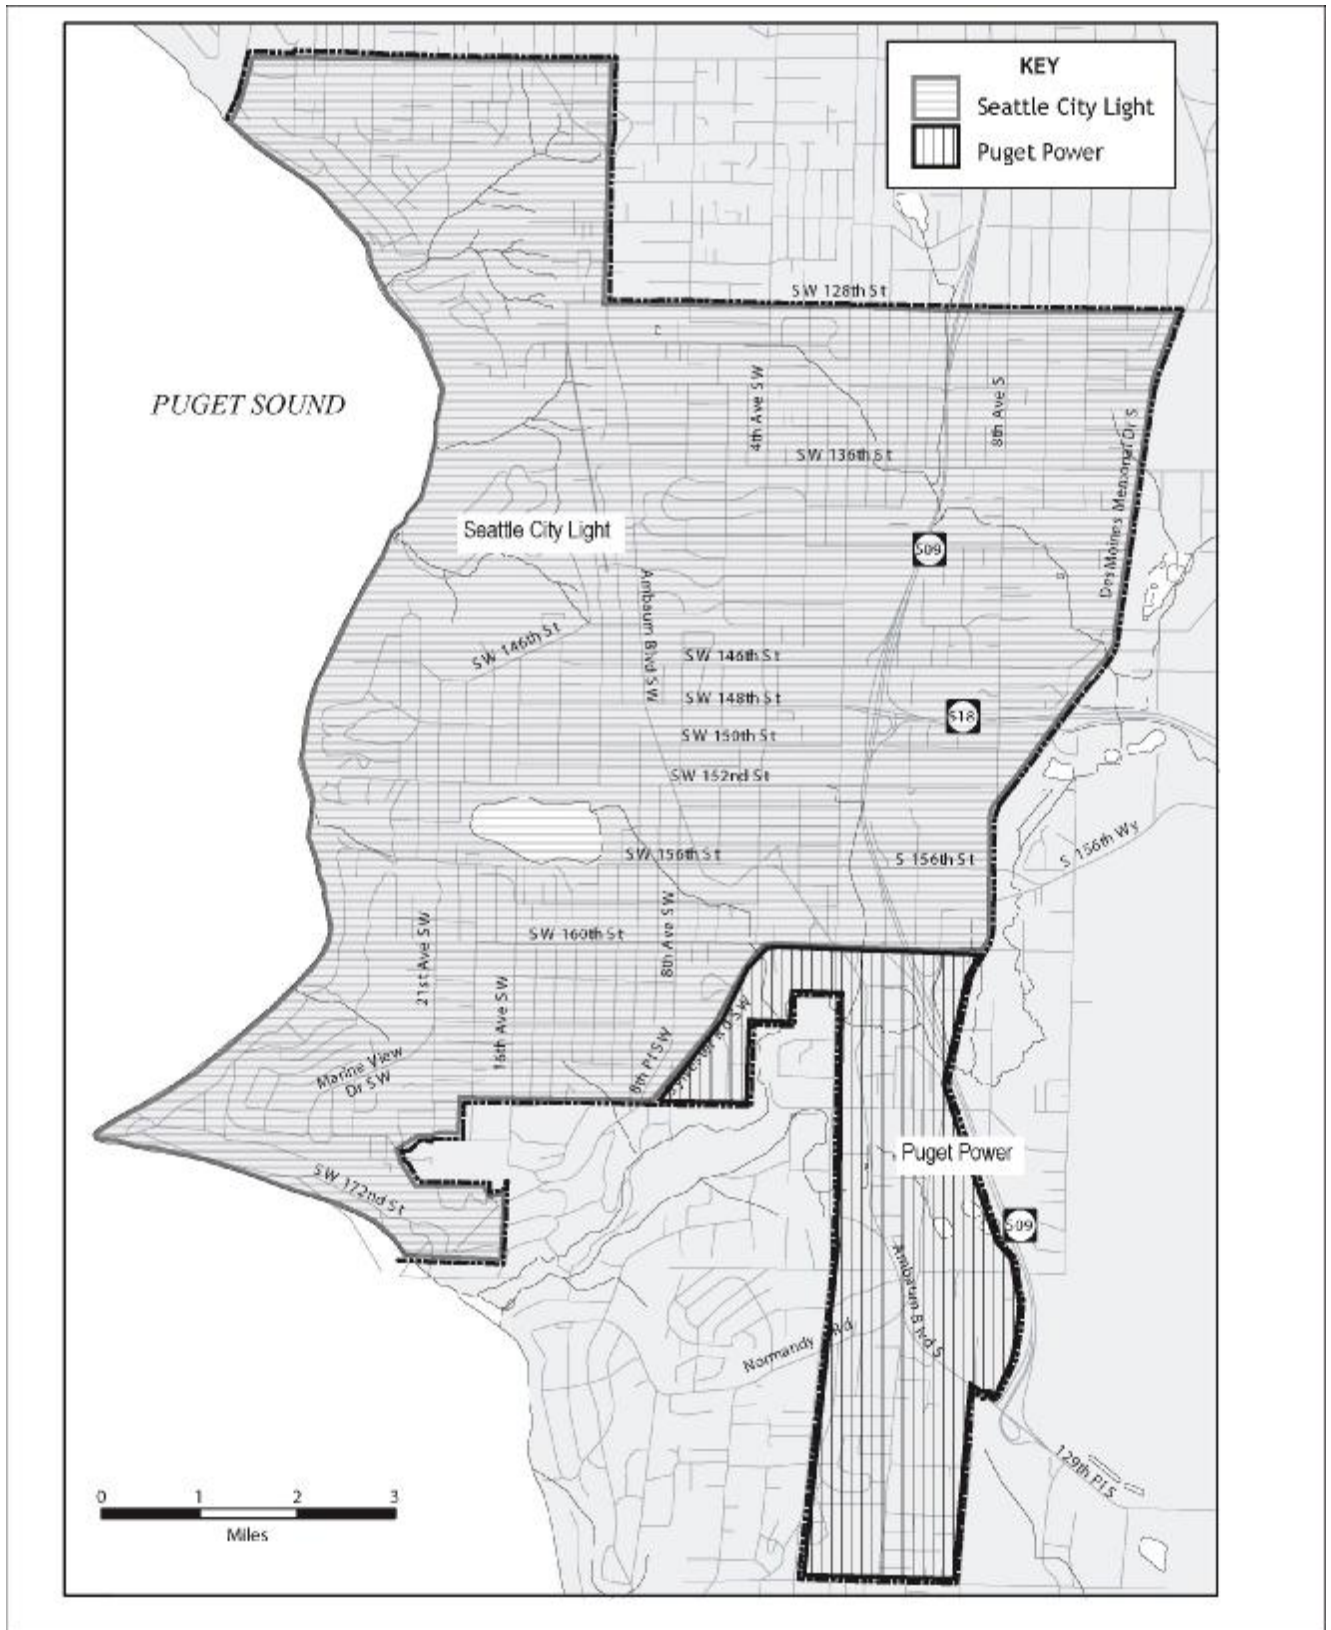 KEY
Seattle City Light
Puget Power
SW 128th St
PUGET SOUND
4th Ave SW
8th Ave S
SW 136th St
Des Moines Memorial Dr S
Seattle City Light
509
Ambaum Blvd SW
SW 146th St
SW 146th St
SW 148th St
518
SW 150th St
SW 152nd St
SW 156th St
S 156th St
S 156th Wy
8th Ave SW
21st Ave SW
SW 160th St
16th Ave SW
8th Pl SW
Rd SW
Marine View
Dr SW
Puget Power
SW 172nd St
509
Ambaum Blvd S
Normandy Rd
129th Pl S
0 1 2 3
Miles